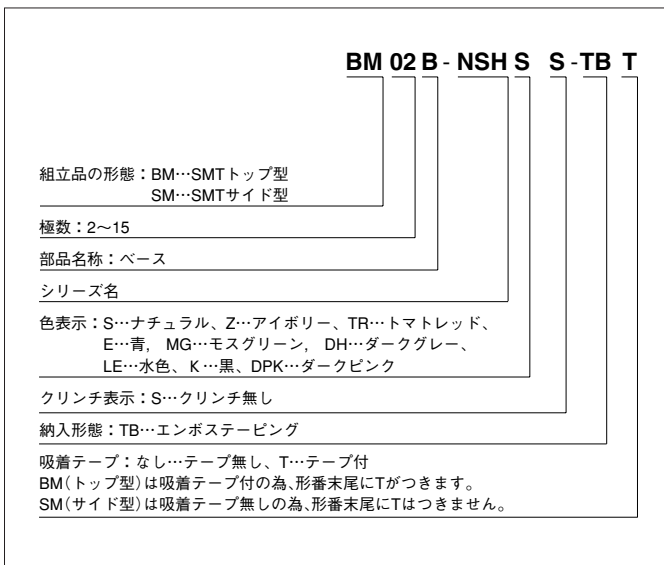 BM 02 B - NSH S S - TB T
組立品の形態：BM…SMTトップ型
SM…SMTサイド型
極数：2〜15
部品名称：ベース
シリーズ名
色表示：S…ナチュラル、Z…アイボリー、TR…トマトレッド、
E…青, MG…モスグリーン, DH…ダークグレー、
LE…水色、K…黒、DPK…ダークピンク
クリンチ表示：S…クリンチ無し
納入形態：TB…エンボステーピング
吸着テープ：なし…テープ無し、T…テープ付
BM（トップ型）は吸着テープ付の為、形番末尾にTがつきます。
SM（サイド型）は吸着テープ無しの為、形番末尾にTはつきません。